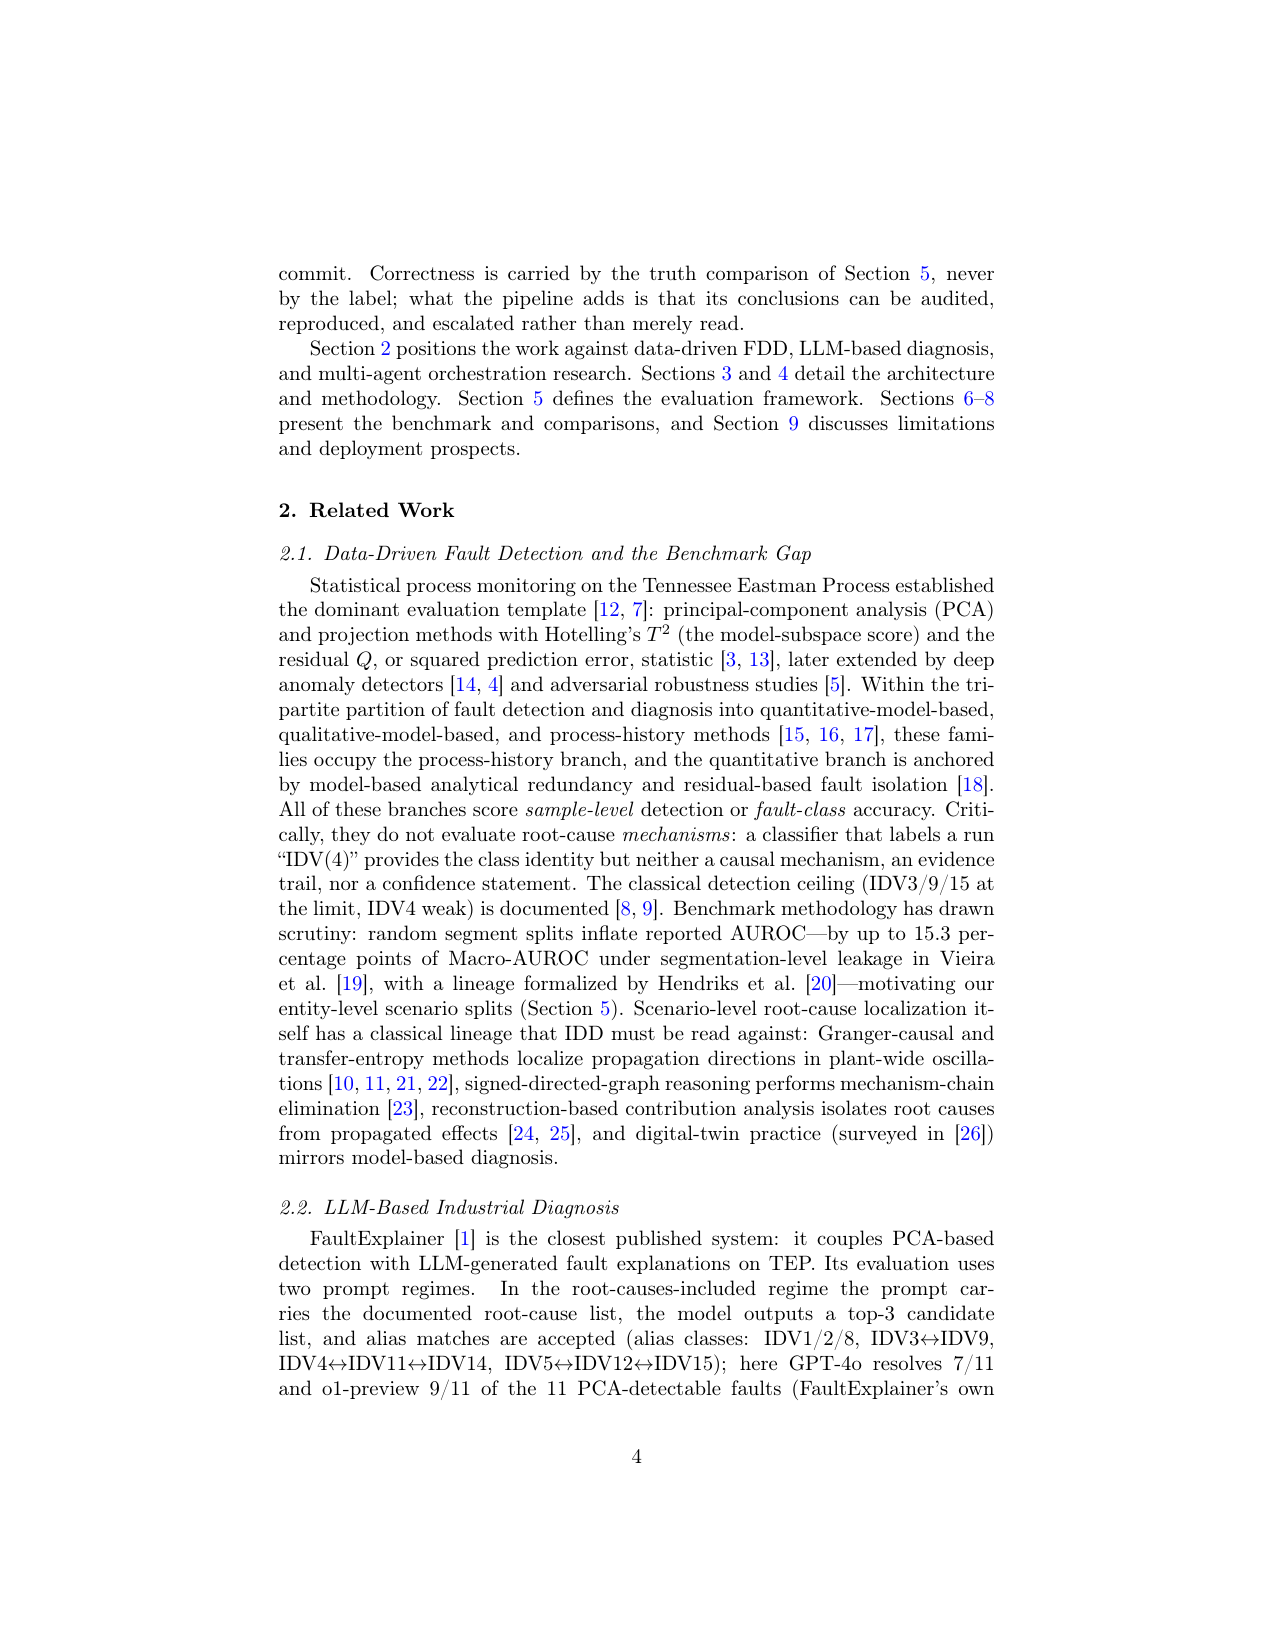 commit. Correctness is carried by the truth comparison of Section 5, never
by the label; what the pipeline adds is that its conclusions can be audited,
reproduced, and escalated rather than merely read.
Section 2 positions the work against data-driven FDD, LLM-based diagnosis,
and multi-agent orchestration research. Sections 3 and 4 detail the architecture
and methodology. Section 5 defines the evaluation framework. Sections 6–8
present the benchmark and comparisons, and Section 9 discusses limitations
and deployment prospects.
2. Related Work
2.1. Data-Driven Fault Detection and the Benchmark Gap
Statistical process monitoring on the Tennessee Eastman Process established
the dominant evaluation template [12, 7]: principal-component analysis (PCA)
and projection methods with Hotelling's T² (the model-subspace score) and the
residual Q, or squared prediction error, statistic [3, 13], later extended by deep
anomaly detectors [14, 4] and adversarial robustness studies [5]. Within the tri-
partite partition of fault detection and diagnosis into quantitative-model-based,
qualitative-model-based, and process-history methods [15, 16, 17], these fami-
lies occupy the process-history branch, and the quantitative branch is anchored
by model-based analytical redundancy and residual-based fault isolation [18].
All of these branches score sample-level detection or fault-class accuracy. Criti-
cally, they do not evaluate root-cause mechanisms: a classifier that labels a run
“IDV(4)” provides the class identity but neither a causal mechanism, an evidence
trail, nor a confidence statement. The classical detection ceiling (IDV3/9/15 at
the limit, IDV4 weak) is documented [8, 9]. Benchmark methodology has drawn
scrutiny: random segment splits inflate reported AUROC—by up to 15.3 per-
centage points of Macro-AUROC under segmentation-level leakage in Vieira
et al. [19], with a lineage formalized by Hendriks et al. [20]—motivating our
entity-level scenario splits (Section 5). Scenario-level root-cause localization it-
self has a classical lineage that IDD must be read against: Granger-causal and
transfer-entropy methods localize propagation directions in plant-wide oscilla-
tions [10, 11, 21, 22], signed-directed-graph reasoning performs mechanism-chain
elimination [23], reconstruction-based contribution analysis isolates root causes
from propagated effects [24, 25], and digital-twin practice (surveyed in [26])
mirrors model-based diagnosis.
2.2. LLM-Based Industrial Diagnosis
FaultExplainer [1] is the closest published system: it couples PCA-based
detection with LLM-generated fault explanations on TEP. Its evaluation uses
two prompt regimes. In the root-causes-included regime the prompt car-
ries the documented root-cause list, the model outputs a top-3 candidate
list, and alias matches are accepted (alias classes: IDV1/2/8, IDV3↔IDV9,
IDV4↔IDV11↔IDV14, IDV5↔IDV12↔IDV15); here GPT-4o resolves 7/11
and o1-preview 9/11 of the 11 PCA-detectable faults (FaultExplainer's own
4